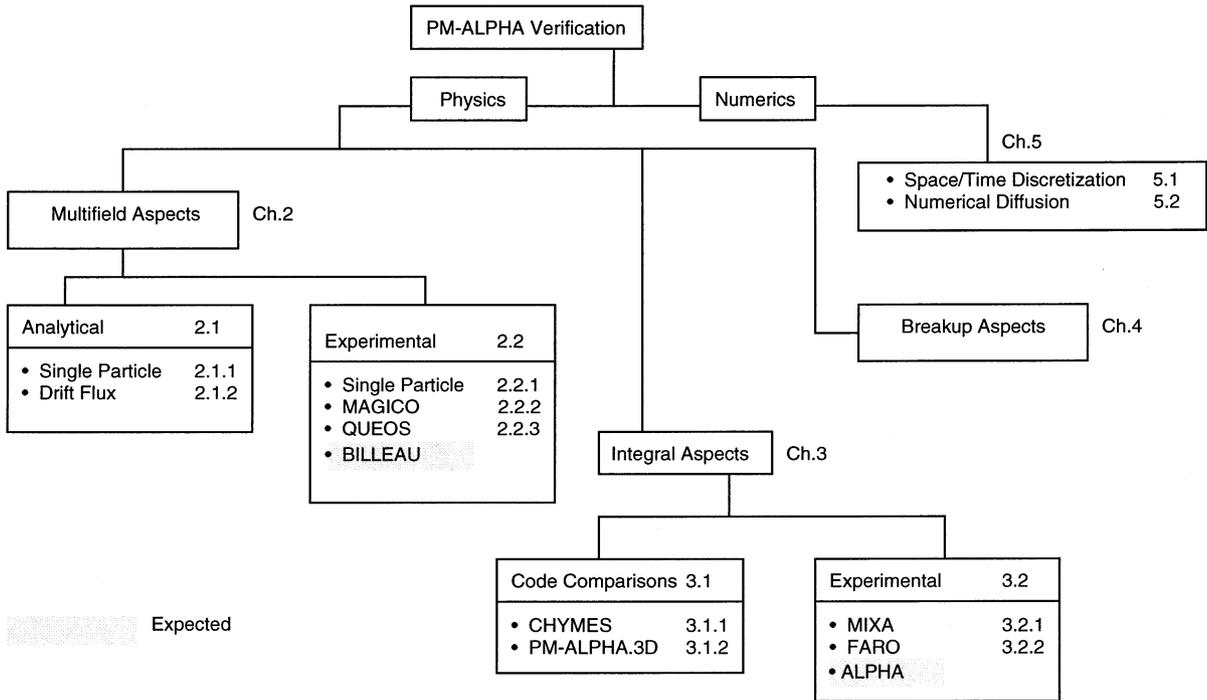 PM-ALPHA Verification
Physics
Numerics
Ch.5
• Space/Time Discretization 5.1
• Numerical Diffusion 5.2
Multifield Aspects
Ch.2
Analytical 2.1
• Single Particle 2.1.1
• Drift Flux 2.1.2
Experimental 2.2
• Single Particle 2.2.1
• MAGICO 2.2.2
• QUEOS 2.2.3
• BILLEAU
Breakup Aspects
Ch.4
Integral Aspects
Ch.3
Code Comparisons 3.1
• CHYMES 3.1.1
• PM-ALPHA.3D 3.1.2
Experimental 3.2
• MIXA 3.2.1
• FARO 3.2.2
• ALPHA
Expected